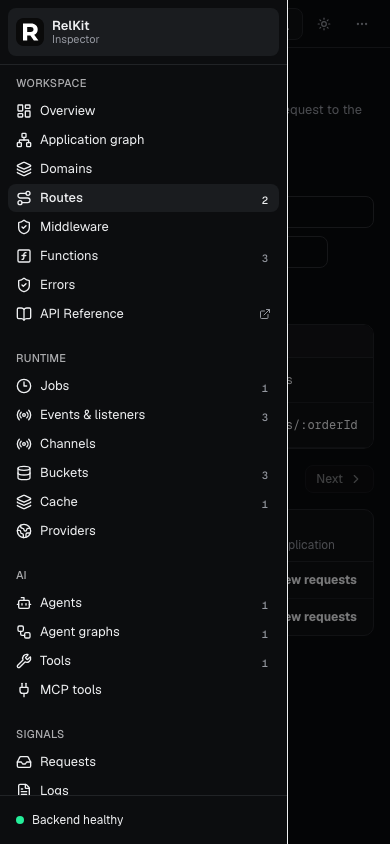 R
RelKit
Inspector
WORKSPACE
Overview
Application graph
Domains
Routes 2
Middleware
Functions 3
Errors
API Reference
RUNTIME
Jobs 1
Events & listeners 3
Channels
Buckets 3
Cache 1
Providers
AI
Agents 1
Agent graphs 1
Tools 1
MCP tools
SIGNALS
Requests
Logs
Backend healthy
equest to the
s
s/:orderId
Next
plication
ew requests
ew requests